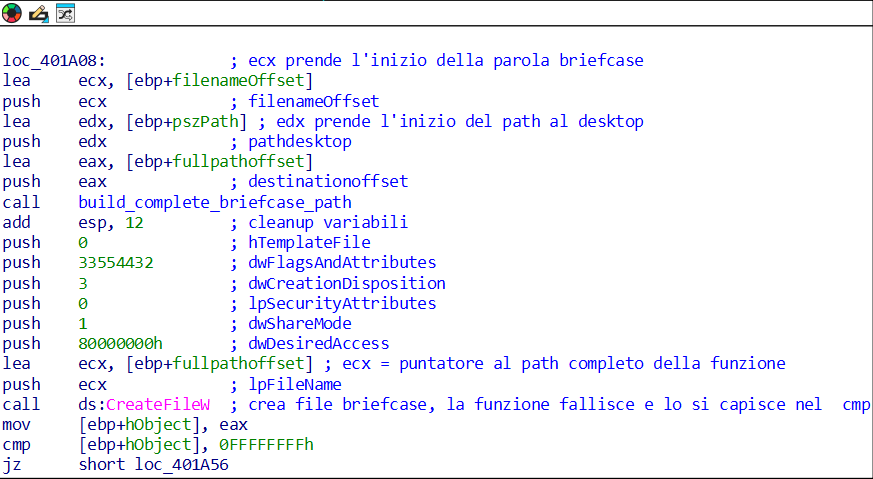 loc_401A08: ; ecx prende l'inizio della parola briefcase
lea ecx, [ebp+filenameOffset]
push ecx ; filenameOffset
lea edx, [ebp+pszPath] ; edx prende l'inizio del path al desktop
push edx ; pathdesktop
lea eax, [ebp+fullpathoffset]
push eax ; destinationoffset
call build_complete_briefcase_path
add esp, 12 ; cleanup variabili
push 0 ; hTemplateFile
push 33554432 ; dwFlagsAndAttributes
push 3 ; dwCreationDisposition
push 0 ; lpSecurityAttributes
push 1 ; dwShareMode
push 80000000h ; dwDesiredAccess
lea ecx, [ebp+fullpathoffset] ; ecx = puntatore al path completo della funzione
push ecx ; lpFileName
call ds:CreateFileW ; crea file briefcase, la funzione fallisce e lo si capisce nel cmp
mov [ebp+hObject], eax
cmp [ebp+hObject], 0FFFFFFFFh
jz short loc_401A56